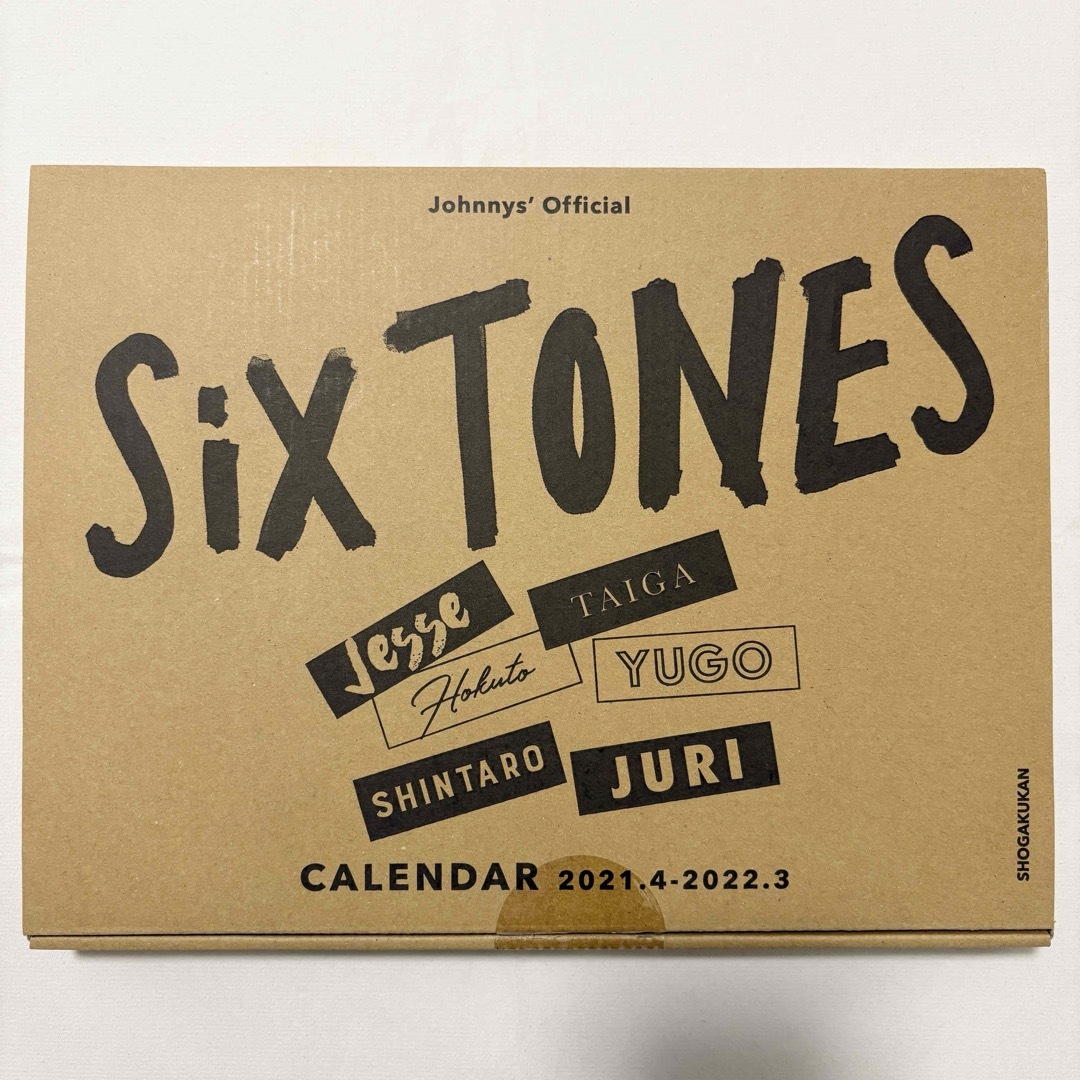 Johnnys' Official
SixTONES
Jesse
TAIGA
Hokuto
YUGO
SHINTARO
JURI
CALENDAR 2021.4-2022.3
SHOGAKUKAN